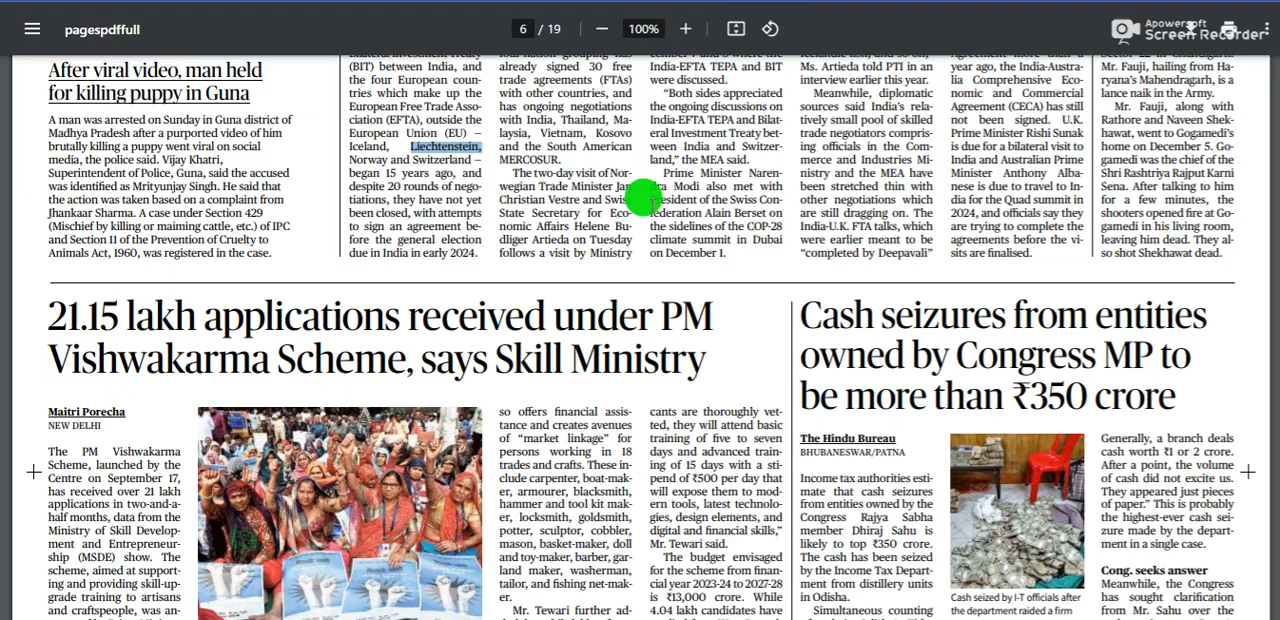 pagespdffull
6 / 19
100%
Apowersoft
Screen Recorder
After viral video, man held
for killing puppy in Guna
A man was arrested on Sunday in Guna district of
Madhya Pradesh after a purported video of him
brutally killing a puppy went viral on social
media, the police said. Vijay Khatri,
Superintendent of Police, Guna, said the accused
was identified as Mrityunjay Singh. He said that
the action was taken based on a complaint from
Jhankaar Sharma. A case under Section 429
(Mischief by killing or maiming cattle, etc.) of IPC
and Section 11 of the Prevention of Cruelty to
Animals Act, 1960, was registered in the case.
(BIT) between India, and
the four European coun-
tries which make up the
European Free Trade Asso-
ciation (EFTA), outside the
European Union (EU) –
Iceland, Liechtenstein,
Norway and Switzerland –
began 15 years ago, and
despite 20 rounds of nego-
tiations, they have not yet
been closed, with attempts
to sign an agreement be-
fore the general election
due in India in early 2024.
already signed 30 free
trade agreements (FTAs)
with other countries, and
has ongoing negotiations
with India, Thailand, Ma-
laysia, Vietnam, Kosovo
and the South American
MERCOSUR.
The two-day visit of Nor-
wegian Trade Minister Jan
Christian Vestre and Swiss
State Secretary for Eco-
nomic Affairs Helene Bu-
dliger Artieda on Tuesday
follows a visit by Ministry
India-EFTA TEPA and BIT
were discussed.
“Both sides appreciated
the ongoing discussions on
India-EFTA TEPA and Bilat-
eral Investment Treaty bet-
ween India and Switzer-
land,” the MEA said.
Prime Minister Naren-
dra Modi also met with
President of the Swiss Con-
federation Alain Berset on
the sidelines of the COP-28
climate summit in Dubai
on December 1.
Ms. Artieda told PTI in an
interview earlier this year.
Meanwhile, diplomatic
sources said India’s rela-
tively small pool of skilled
trade negotiators compris-
ing officials in the Com-
merce and Industries Mi-
nistry and the MEA have
been stretched thin with
other negotiations which
are still dragging on. The
India-U.K. FTA talks, which
were earlier meant to be
“completed by Deepavali”
year ago, the India-Austra-
lia Comprehensive Eco-
nomic and Commercial
Agreement (CECA) has still
not been signed. U.K.
Prime Minister Rishi Sunak
is due for a bilateral visit to
India and Australian Prime
Minister Anthony Alba-
nese is due to travel to In-
dia for the Quad summit in
2024, and officials say they
are trying to complete the
agreements before the vi-
sits are finalised.
Mr. Fauji, hailing from Ha-
ryana’s Mahendragarh, is a
lance naik in the Army.
Mr. Fauji, along with
Rathore and Naveen Shek-
hawat, went to Gogamedi’s
home on December 5. Go-
gamedi was the chief of the
Shri Rashtriya Rajput Karni
Sena. After talking to him
for a few minutes, the
shooters opened fire at Go-
gamedi in his living room,
leaving him dead. They al-
so shot Shekhawat dead.
21.15 lakh applications received under PM
Vishwakarma Scheme, says Skill Ministry
Maitri Porecha
NEW DELHI
The PM Vishwakarma
Scheme, launched by the
Centre on September 17,
has received over 21 lakh
applications in two-and-a-
half months, data from the
Ministry of Skill Develop-
ment and Entrepreneur-
ship (MSDE) show. The
scheme, aimed at support-
ing and providing skill-up-
grade training to artisans
and craftspeople, was an-
so offers financial assis-
tance and creates avenues
of “market linkage” for
persons working in 18
trades and crafts. These in-
clude carpenter, boat-mak-
er, armourer, blacksmith,
hammer and tool kit mak-
er, locksmith, goldsmith,
potter, sculptor, cobbler,
mason, basket-maker, doll
and toy-maker, barber, gar-
land maker, washerman,
tailor, and fishing net-mak-
er.
Mr. Tewari further ad-
cants are thoroughly vet-
ted, they will attend basic
training of five to seven
days and advanced train-
ing of 15 days with a sti-
pend of ₹500 per day that
will expose them to mod-
ern tools, latest technolo-
gies, design elements, and
digital and financial skills,”
Mr. Tewari said.
The budget envisaged
for the scheme from finan-
cial year 2023-24 to 2027-28
is ₹13,000 crore. While
4.04 lakh candidates have
Cash seizures from entities
owned by Congress MP to
be more than ₹350 crore
The Hindu Bureau
BHUBANESWAR/PATNA
Income tax authorities esti-
mate that cash seizures
from entities owned by the
Congress Rajya Sabha
member Dhiraj Sahu is
likely to top ₹350 crore.
The cash has been seized
by the Income Tax Depart-
ment from distillery units
in Odisha.
Simultaneous counting
Cash seized by I-T officials after
the department raided a firm
Generally, a branch deals
cash worth ₹1 or 2 crore.
After a point, the volume
of cash did not excite us.
They appeared just pieces
of paper.” This is probably
the highest-ever cash sei-
zure made by the depart-
ment in a single case.
Cong. seeks answer
Meanwhile, the Congress
has sought clarification
from Mr. Sahu over the